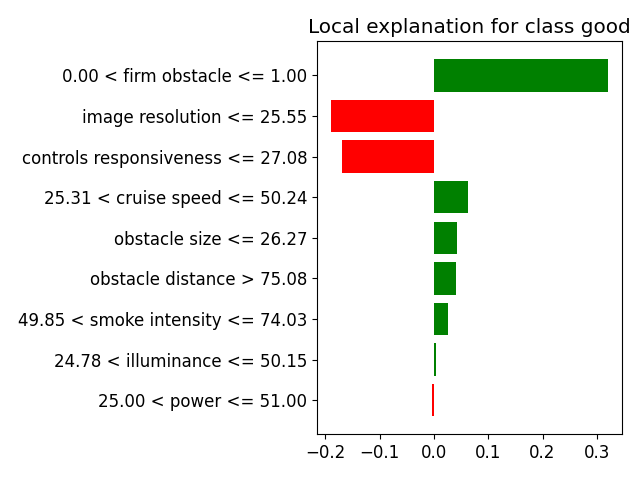 Local explanation for class good
0.00 < firm obstacle <= 1.00
image resolution <= 25.55
controls responsiveness <= 27.08
25.31 < cruise speed <= 50.24
obstacle size <= 26.27
obstacle distance > 75.08
49.85 < smoke intensity <= 74.03
24.78 < illuminance <= 50.15
25.00 < power <= 51.00
−0.2 −0.1 0.0 0.1 0.2 0.3